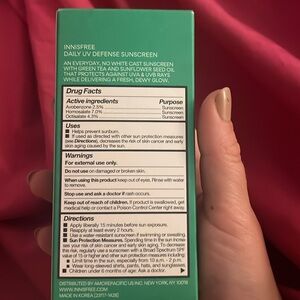 INNISFREE
DAILY UV DEFENSE SUNSCREEN
AN EVERYDAY, NO WHITE CAST SUNSCREEN
WITH GREEN TEA AND SUNFLOWER SEED OIL
THAT PROTECTS AGAINST UVA & UVB RAYS
WHILE DELIVERING A FRESH, DEWY GLOW.
Drug Facts
Active ingredients Purpose
Avobenzone 2.5% Sunscreen
Homosalate 7.0% Sunscreen
Octisalate 4.3% Sunscreen
Uses
■ Helps prevent sunburn.
■ If used as directed with other sun protection measures
(see Directions), decreases the risk of skin cancer and early
skin aging caused by the sun.
Warnings
For external use only.
Do not use on damaged or broken skin.
When using this product keep out of eyes. Rinse with water
to remove.
Stop use and ask a doctor if rash occurs.
Keep out of reach of children. If product is swallowed, get
medical help or contact a Poison Control Center right away.
Directions
■ Apply liberally 15 minutes before sun exposure.
■ Reapply at least every 2 hours.
■ Use a water-resistant sunscreen if swimming or sweating.
■ Sun Protection Measures. Spending time in the sun increases
your risk of skin cancer and early skin aging. To decrease
this risk, regularly use a sunscreen with a Broad Spectrum SPF
value of 15 or higher and other sun protection measures including:
■ Limit time in the sun, especially from 10 a.m. - 2 p.m.
■ Wear long-sleeved shirts, pants, hats, and sunglasses.
■ Children under 6 months of age: Ask a doctor.
DISTRIBUTED BY AMOREPACIFIC US INC. NEW YORK, NY 10018
INNISFREE.COM
MADE IN KOREA